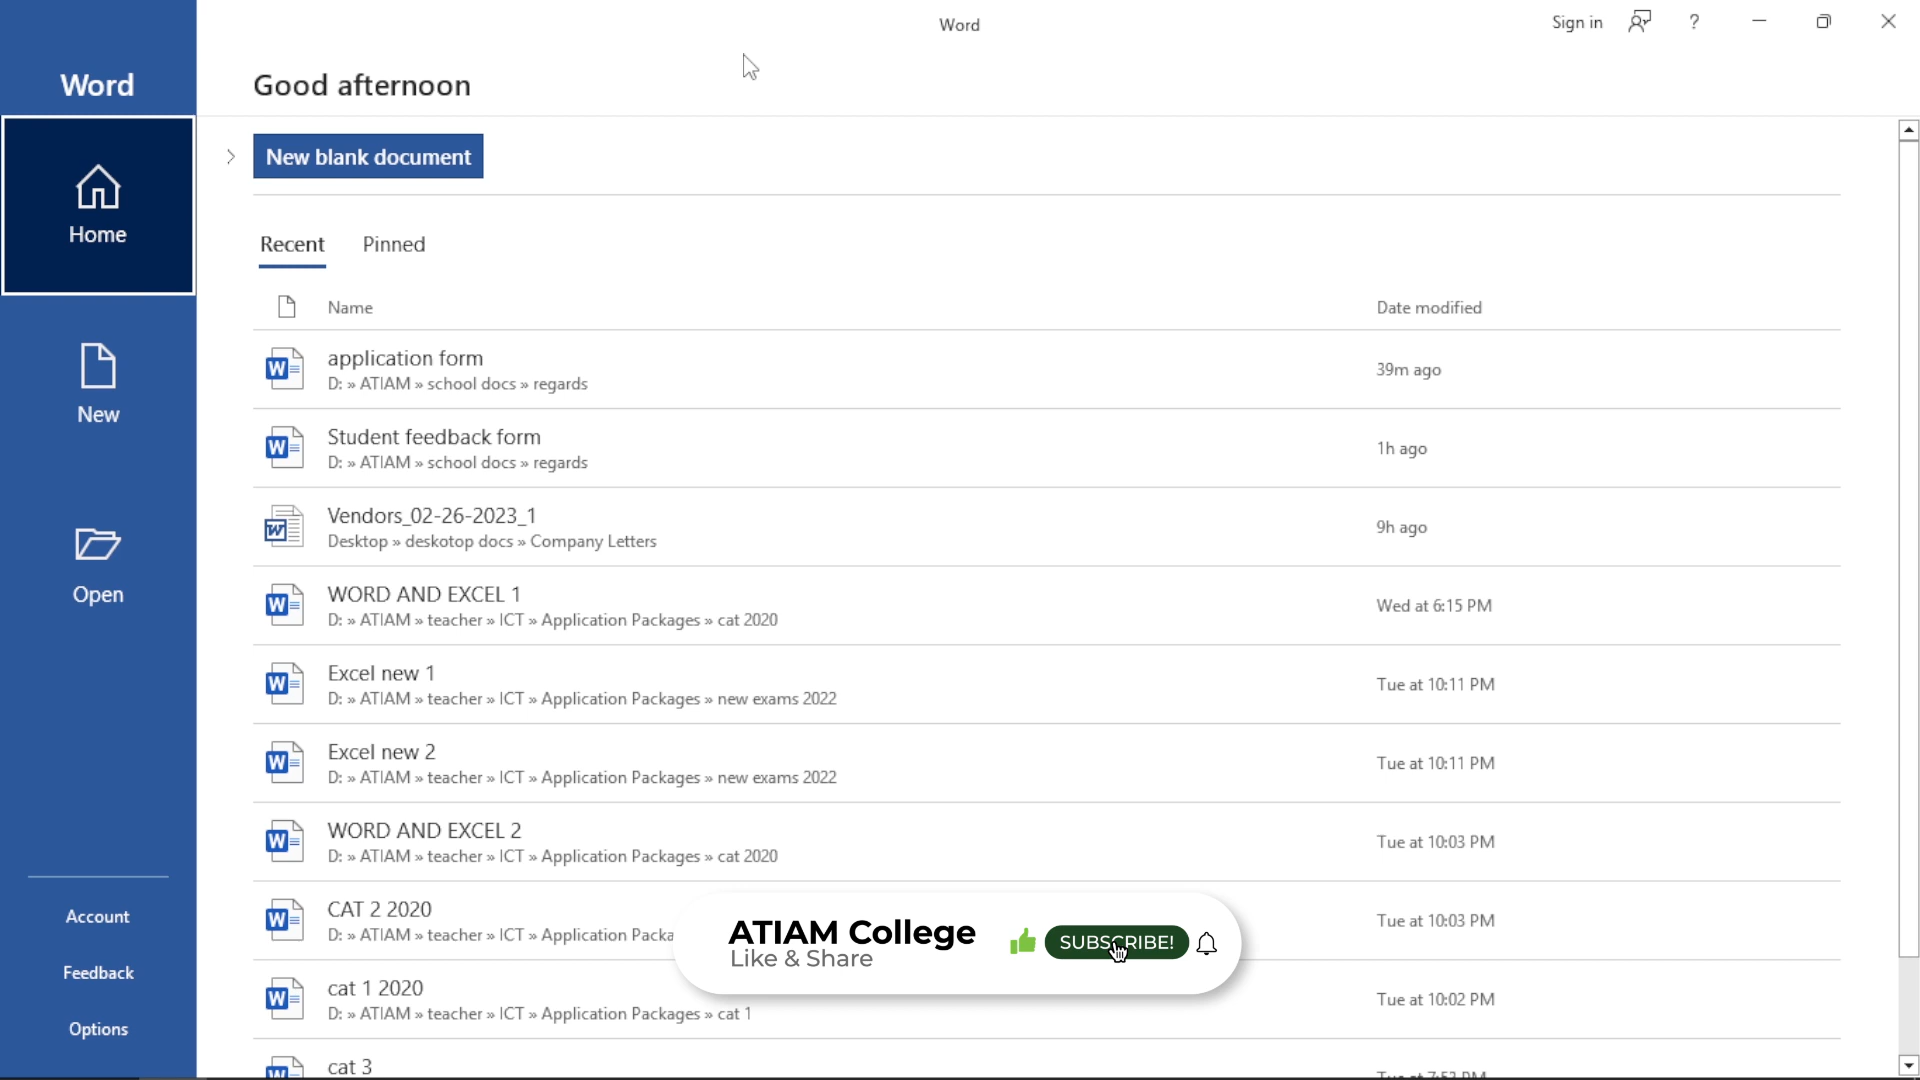 Word
Sign in
?
Word
Good afternoon
New blank document
Home
Recent
Pinned
Name
Date modified
application form
D: » ATIAM » school docs » regards
39m ago
New
Student feedback form
D: » ATIAM » school docs » regards
1h ago
Vendors_02-26-2023_1
Desktop » deskotop docs » Company Letters
9h ago
Open
WORD AND EXCEL 1
D: » ATIAM » teacher » ICT » Application Packages » cat 2020
Wed at 6:15 PM
Excel new 1
D: » ATIAM » teacher » ICT » Application Packages » new exams 2022
Tue at 10:11 PM
Excel new 2
D: » ATIAM » teacher » ICT » Application Packages » new exams 2022
Tue at 10:11 PM
WORD AND EXCEL 2
D: » ATIAM » teacher » ICT » Application Packages » cat 2020
Tue at 10:03 PM
CAT 2 2020
D: » ATIAM » teacher » ICT » Application
Tue at 10:03 PM
cat 1 2020
D: » ATIAM » teacher » ICT » Application Packages » cat 1
Tue at 10:02 PM
cat 3
Tue at 7:53 PM
Account
Feedback
Options
ATIAM College
Like & Share
SUBSCRIBE!